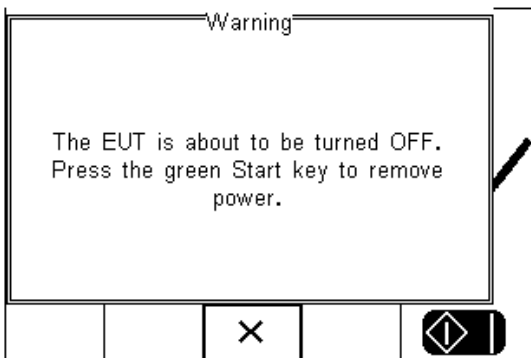 Warning
The EUT is about to be turned OFF.
Press the green Start key to remove
power.